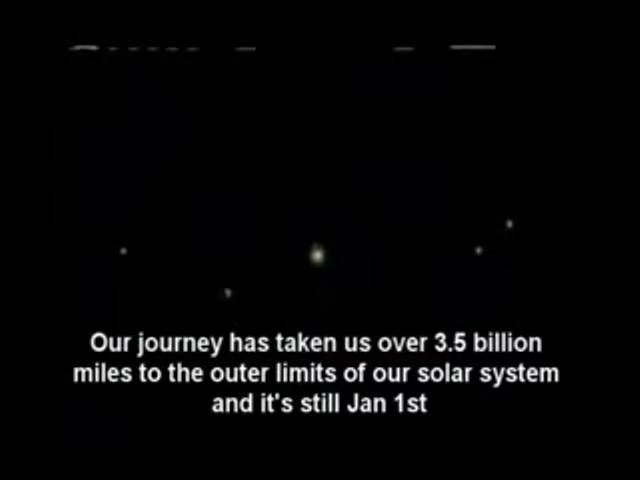 Our journey has taken us over 3.5 billion
miles to the outer limits of our solar system
and it's still Jan 1st